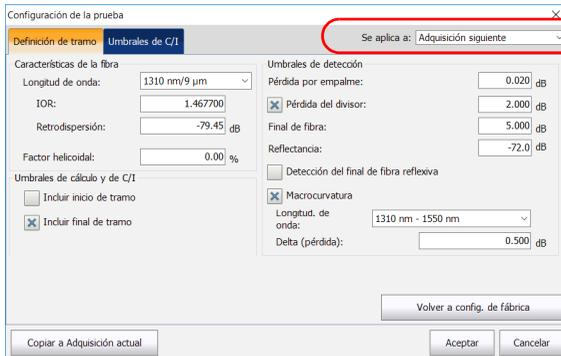 Configuración de la prueba
Definición de tramo Umbrales de C/I Se aplica a: Adquisición siguiente
Características de la fibra
Longitud de onda: 1310 nm/9 µm
IOR: 1.467700
Retrodispersión: -79.45 dB
Factor helicoidal: 0.00 %
Umbrales de cálculo y de C/I
Incluir inicio de tramo
Incluir final de tramo
Umbrales de detección
Pérdida por empalme: 0.020 dB
Pérdida del divisor: 2.000 dB
Final de fibra: 5.000 dB
Reflectancia: -72.0 dB
Detección del final de fibra reflexiva
Macrocurvatura
Longitud. de
onda: 1310 nm - 1550 nm
Delta (pérdida): 0.500 dB
Volver a config. de fábrica
Copiar a Adquisición actual Aceptar Cancelar